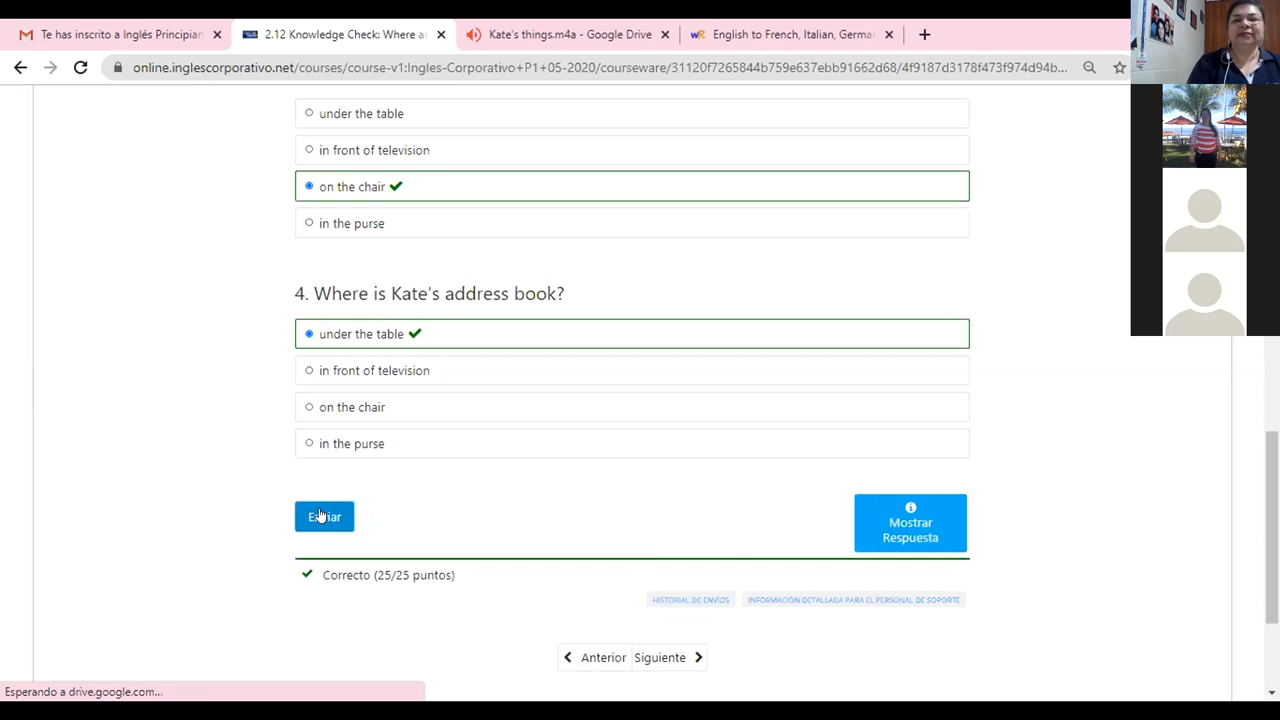 Te has inscrito a Inglés Principian
2.12 Knowledge Check: Where a
Kate's things.m4a - Google Drive
English to French, Italian, Germa
online.inglescorporativo.net/courses/course-v1:Ingles-Corporativo+P1+05-2020/courseware/31120f7265844b759e637ebb91662d68/4f9187d3178f473f974d94b...
under the table
in front of television
on the chair
in the purse
4. Where is Kate's address book?
under the table
in front of television
on the chair
in the purse
Enviar
Mostrar
Respuesta
Correcto (25/25 puntos)
HISTORIAL DE ENVÍOS INFORMACIÓN DETALLADA PARA EL PERSONAL DE SOPORTE
Anterior Siguiente
Esperando a drive.google.com...